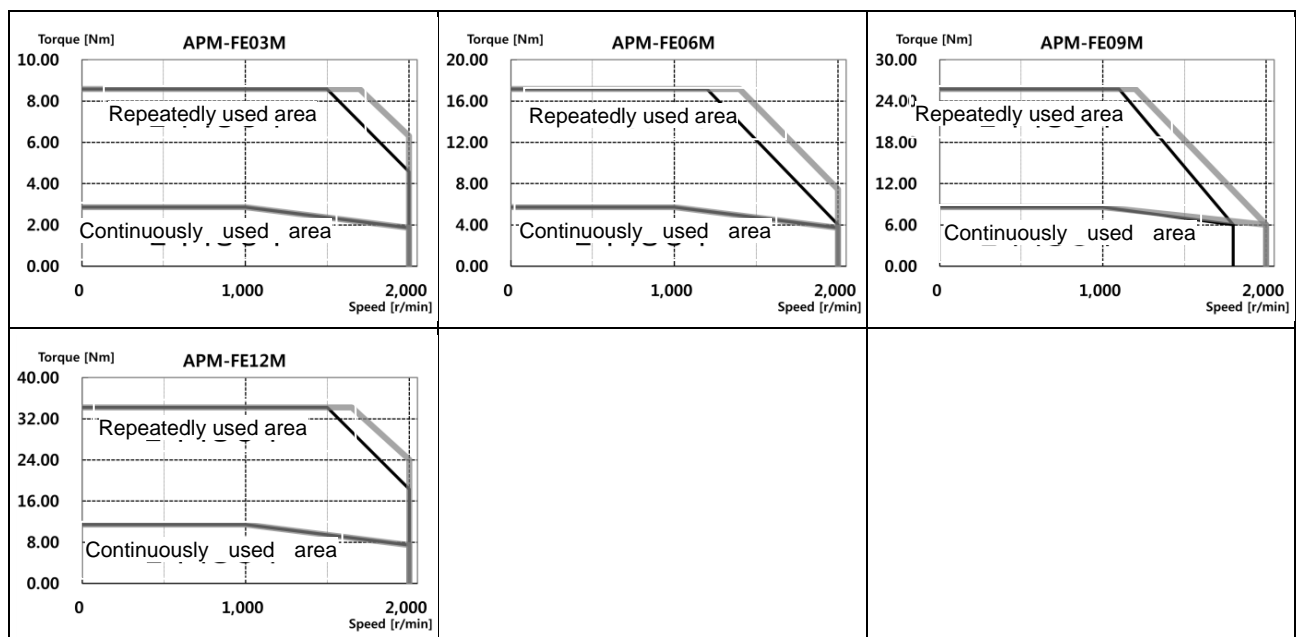 Torque [Nm] APM-FE03M
10.00
8.00
Repeatedly used area
6.00
4.00
2.00
Continuously used area
0.00
0 1,000 2,000
Speed [r/min]
Torque [Nm] APM-FE06M
20.00
16.00
Repeatedly used area
12.00
8.00
4.00
Continuously used area
0.00
0 1,000 2,000
Speed [r/min]
Torque [Nm] APM-FE09M
30.00
24.00
Repeatedly used area
18.00
12.00
6.00
Continuously used area
0.00
0 1,000 2,000
Speed [r/min]
Torque [Nm] APM-FE12M
40.00
32.00
Repeatedly used area
24.00
16.00
8.00
Continuously used area
0.00
0 1,000 2,000
Speed [r/min]